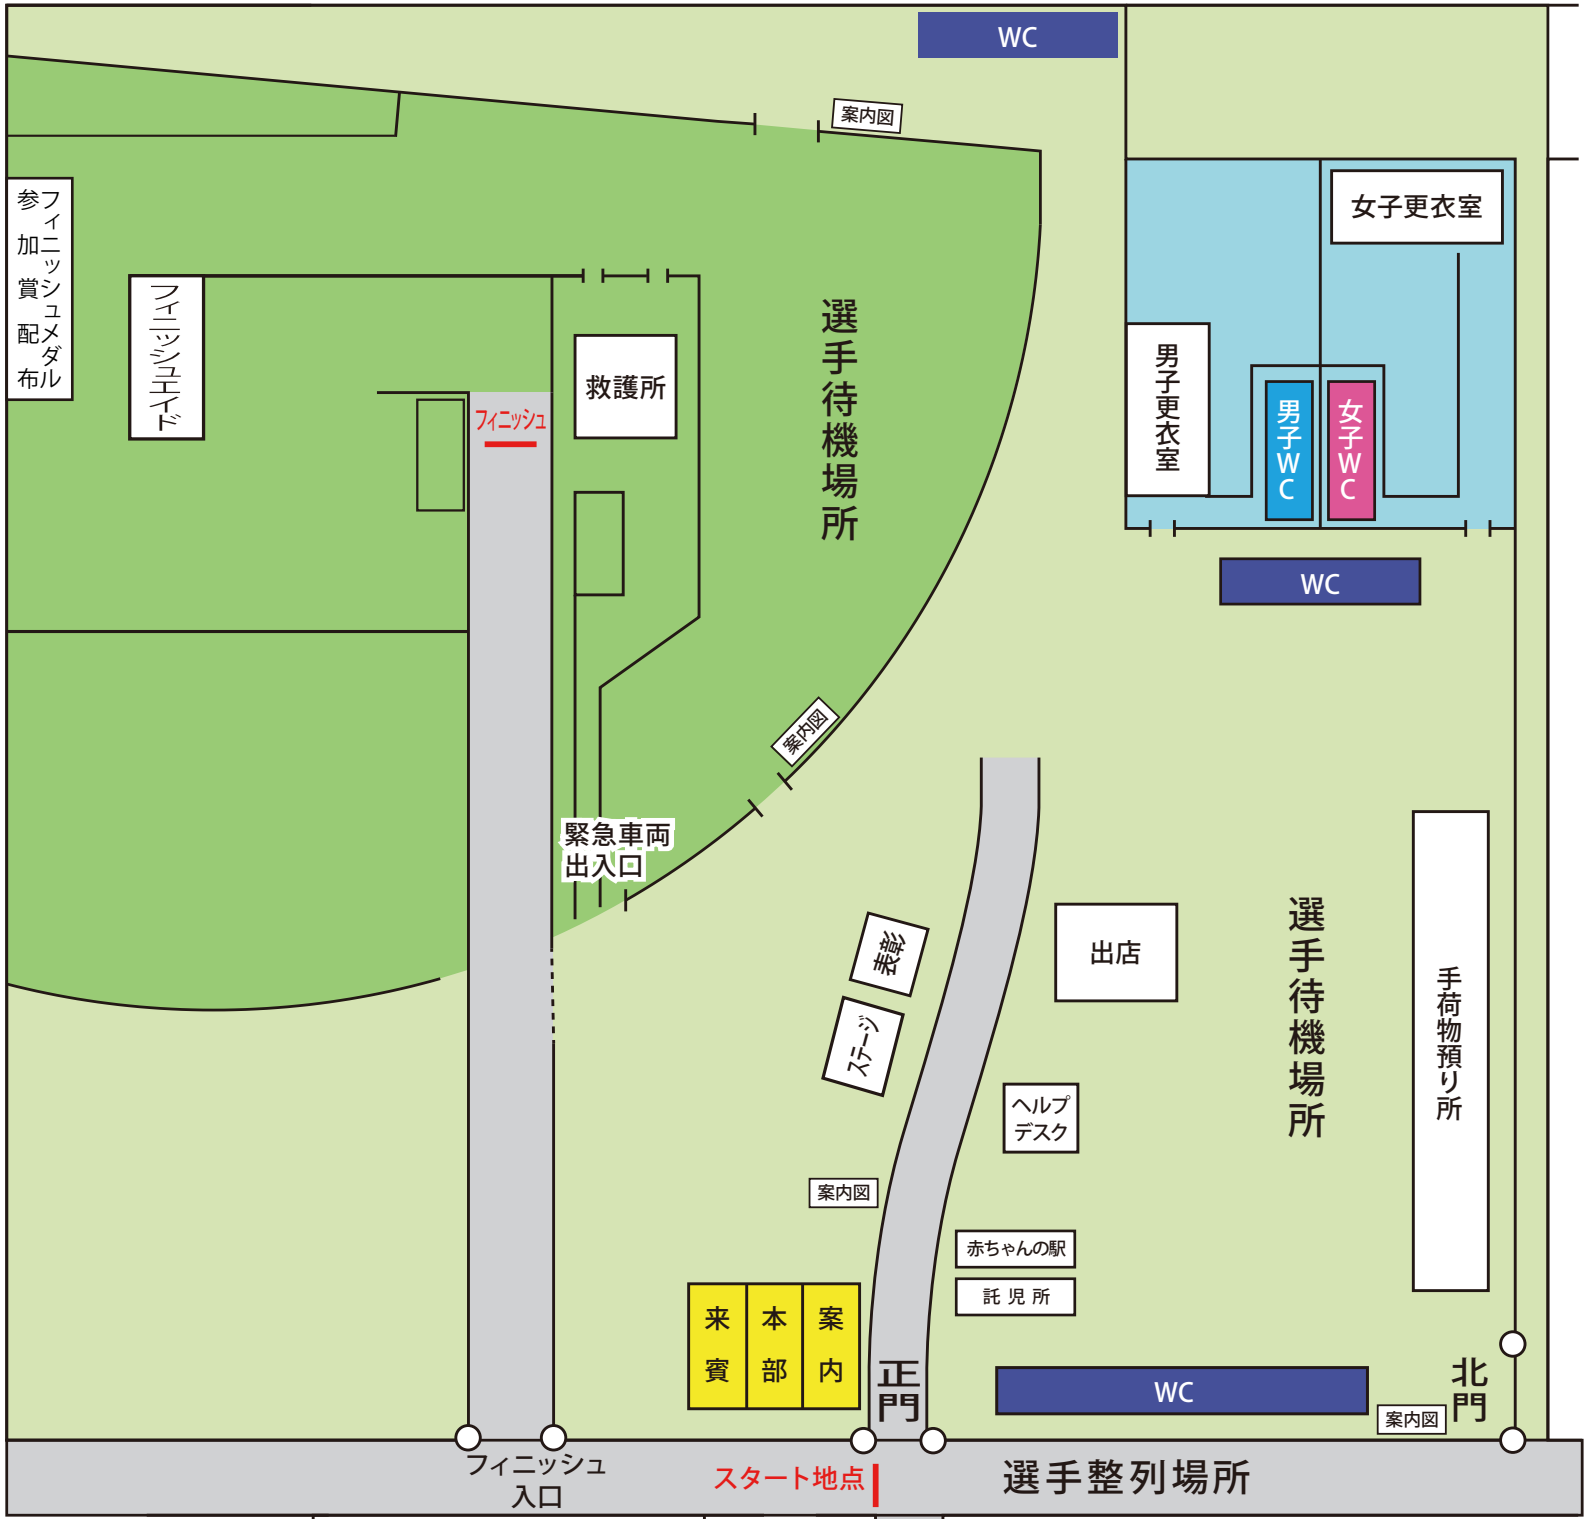 WC
案内図
女子更衣室
フィニッシュメダル
参加賞配布
フィニッシュエイド
選手待機場所
救護所
男子更衣室
男子WC
女子WC
フィニッシュ
WC
案内図
緊急車両
出入口
表彰
ステージ
出店
選手待機場所
手荷物預り所
ヘルプ
デスク
案内図
赤ちゃんの駅
託児所
来賓
本部
案内
正門
WC
北門
案内図
フィニッシュ
入口
スタート地点
選手整列場所